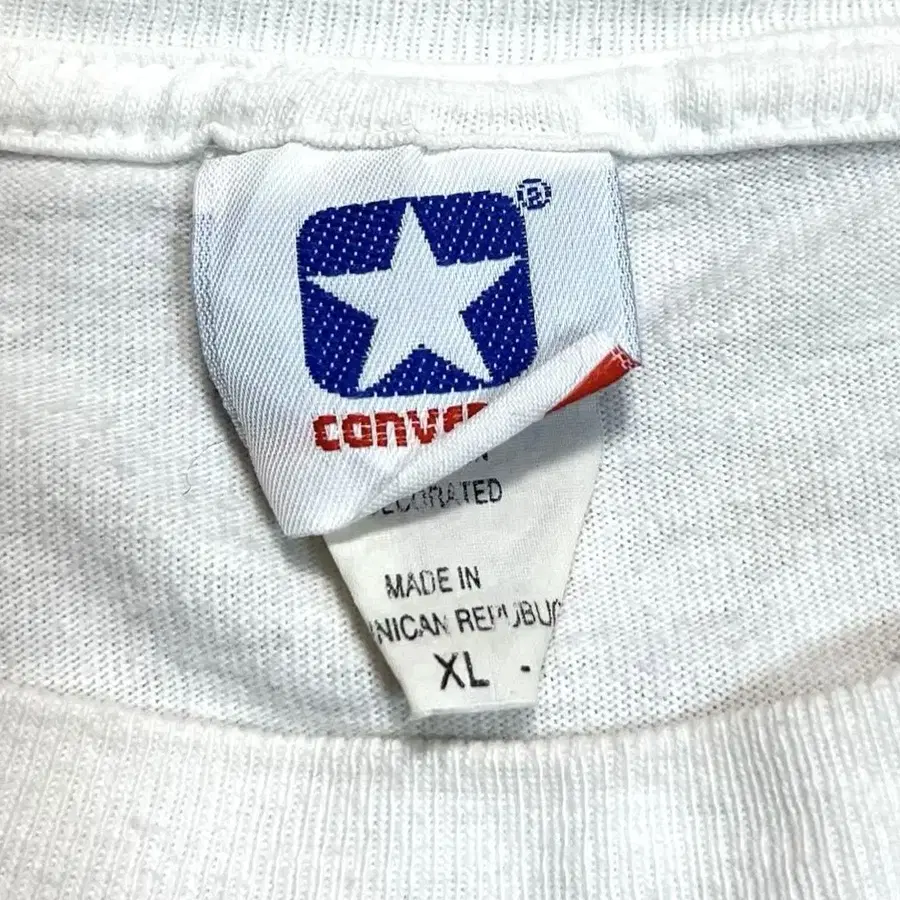 ®
CONVE
ECORATED
MADE IN
NICAN REPUBLIC
XL -